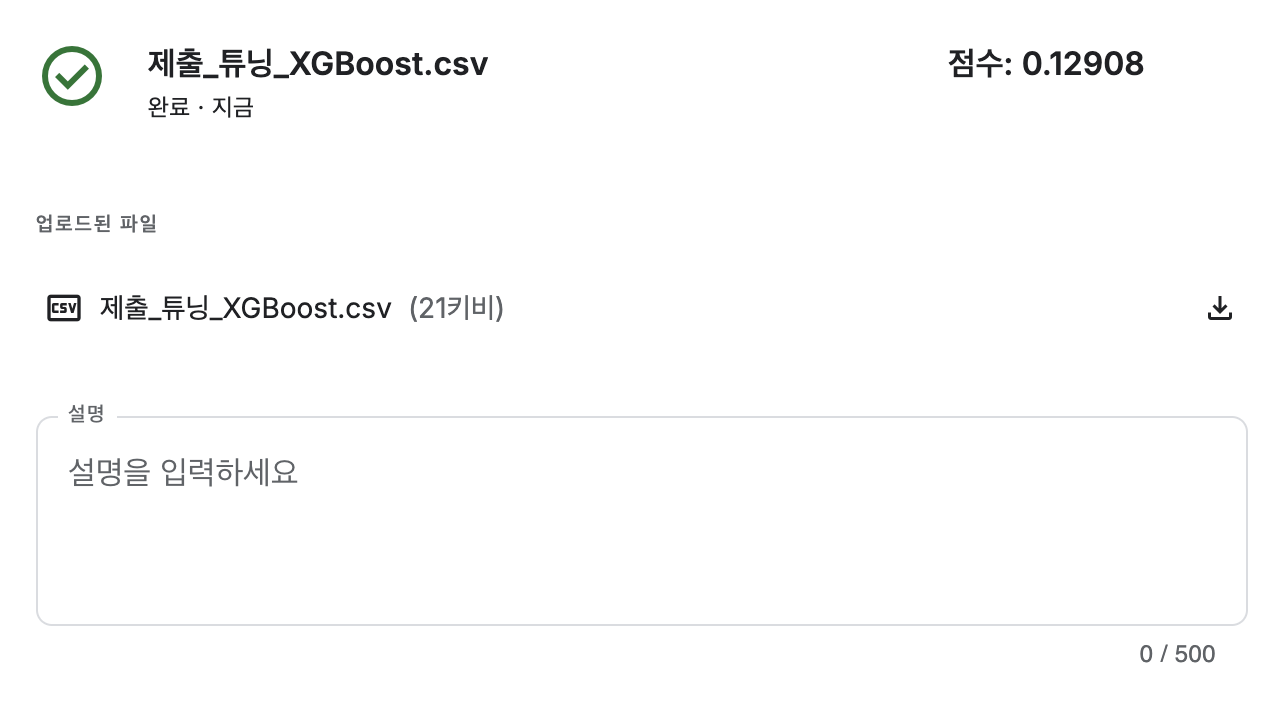 제출_튜닝_XGBoost.csv
점수: 0.12908
완료 · 지금
업로드된 파일
CSV 제출_튜닝_XGBoost.csv (21키비)
설명
설명을 입력하세요
0 / 500